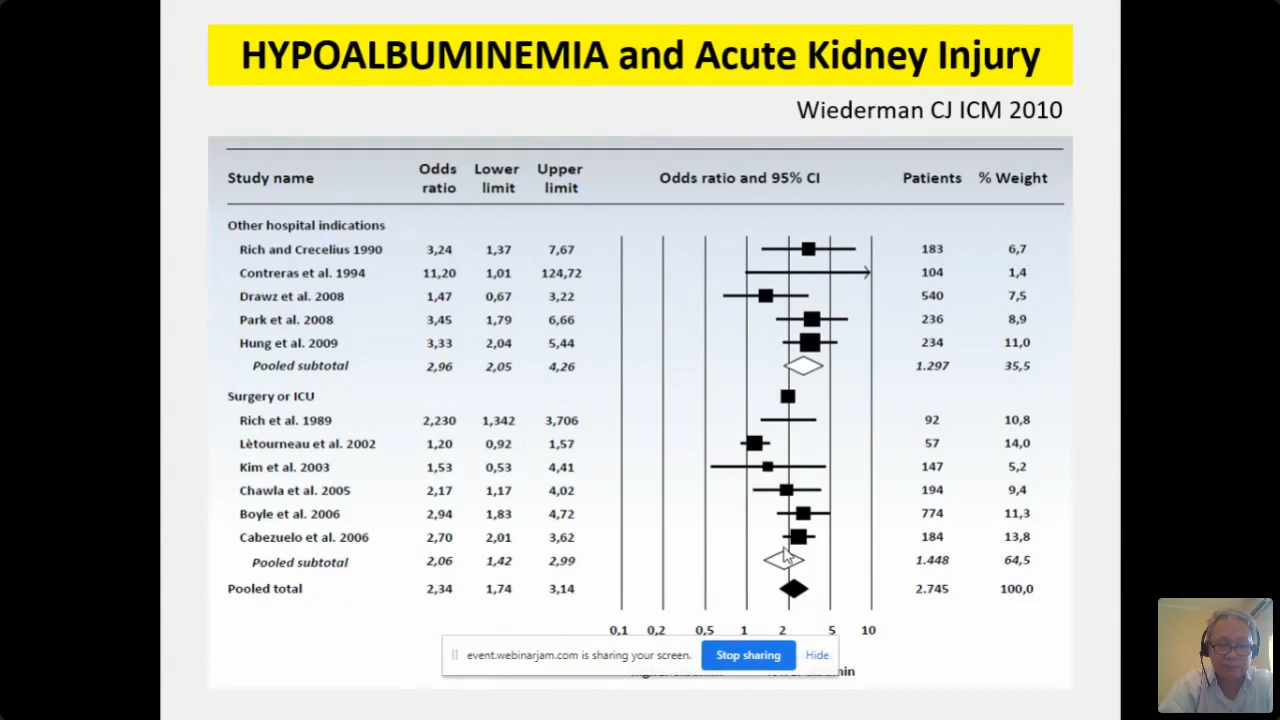 HYPOALBUMINEMIA and Acute Kidney Injury
Wiederman CJ ICM 2010
Study name Odds ratio Lower limit Upper limit Odds ratio and 95% CI Patients % Weight
Other hospital indications
Rich and Crecelius 1990 3,24 1,37 7,67 183 6,7
Contreras et al. 1994 11,20 1,01 124,72 104 1,4
Drawz et al. 2008 1,47 0,67 3,22 540 7,5
Park et al. 2008 3,45 1,79 6,66 236 8,9
Hung et al. 2009 3,33 2,04 5,44 234 11,0
Pooled subtotal 2,96 2,05 4,26 1.297 35,5
Surgery or ICU
Rich et al. 1989 2,230 1,342 3,706 92 10,8
Lètourneau et al. 2002 1,20 0,92 1,57 57 14,0
Kim et al. 2003 1,53 0,53 4,41 147 5,2
Chawla et al. 2005 2,17 1,17 4,02 194 9,4
Boyle et al. 2006 2,94 1,83 4,72 774 11,3
Cabezuelo et al. 2006 2,70 2,01 3,62 184 13,8
Pooled subtotal 2,06 1,42 2,99 1.448 64,5
Pooled total 2,34 1,74 3,14 2.745 100,0
0,1 0,2 0,5 1 2 5 10
event.webinarjam.com is sharing your screen. Stop sharing Hide